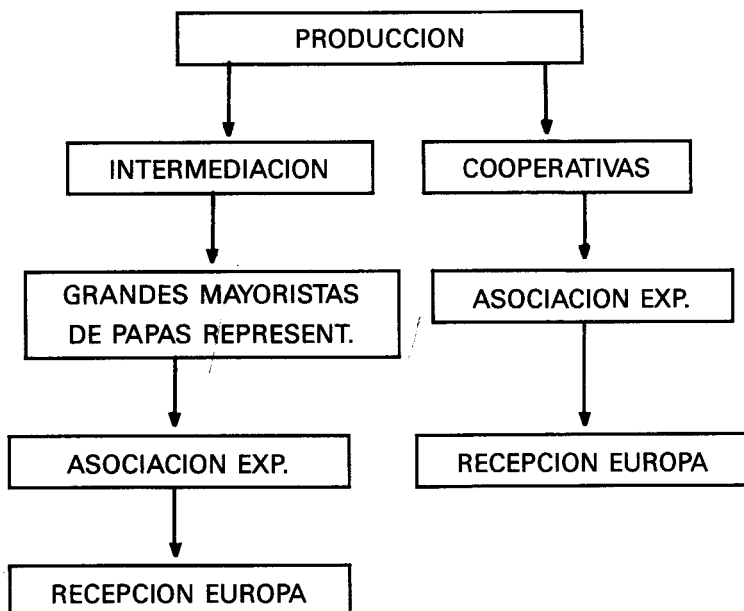 PRODUCCION
INTERMEDIACION
COOPERATIVAS
GRANDES MAYORISTAS
DE PAPAS REPRESENT.
ASOCIACION EXP.
ASOCIACION EXP.
RECEPCION EUROPA
RECEPCION EUROPA